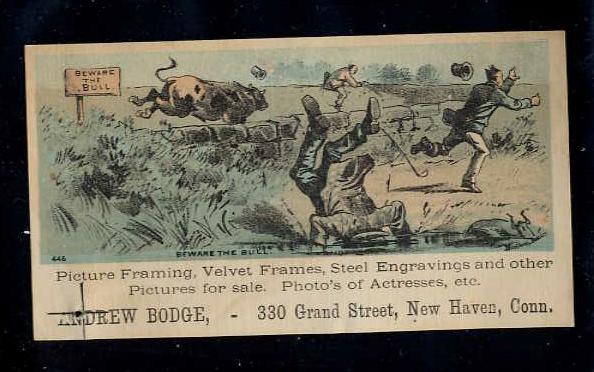 BEWARE
THE
BULL.
446
BEWARE THE BULL.
Picture Framing, Velvet Frames, Steel Engravings and other
Pictures for sale. Photo's of Actresses, etc.
ANDREW BODGE, - 330 Grand Street, New Haven, Conn.